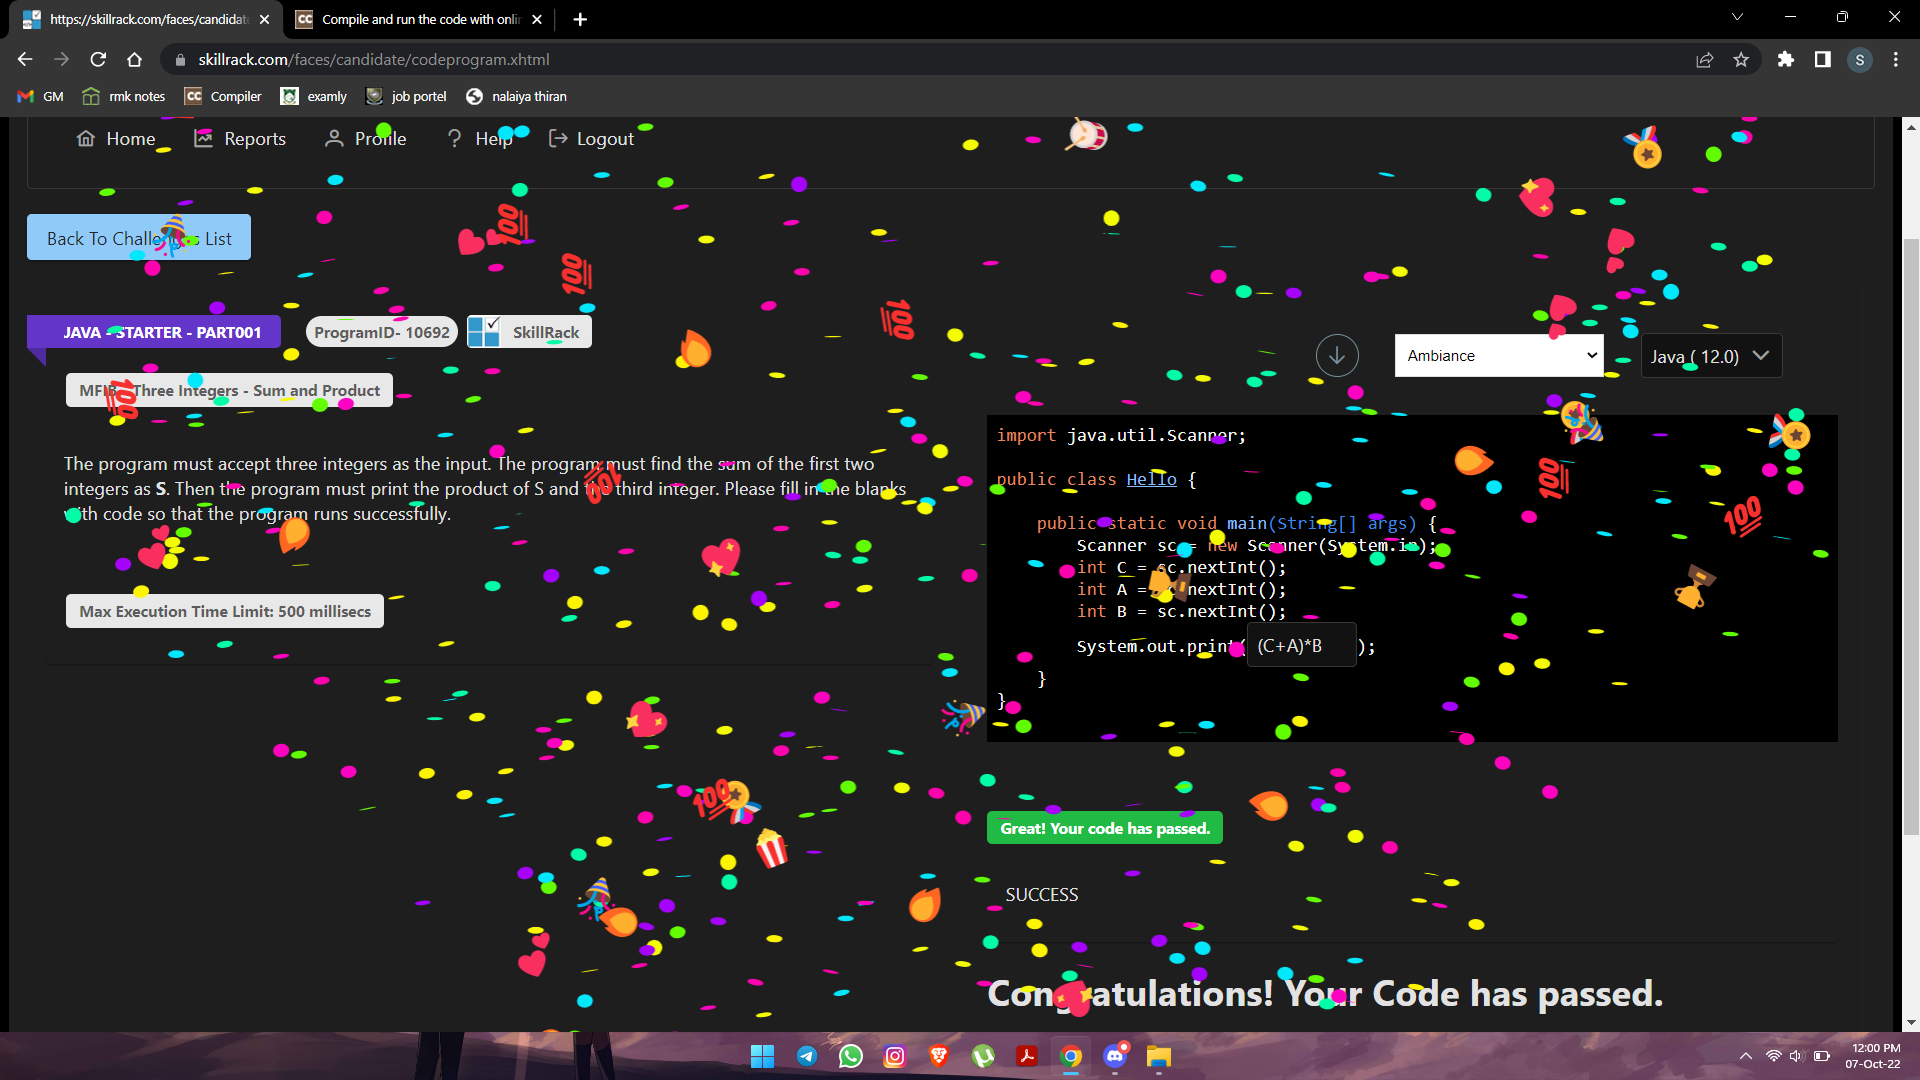 https://skillrack.com/faces/candidat
Compile and run the code with onlin
skillrack.com/faces/candidate/codeprogram.xhtml
S
GM
rmk notes
CC
Compiler
examly
job portel
nalaiya thiran
Home
Reports
Profile
Help
Logout
Back To Challenges List
JAVA - STARTER - PART001
ProgramID- 10692
SkillRack
Ambiance
Java ( 12.0)
MFIB - Three Integers - Sum and Product
The program must accept three integers as the input. The program must find the sum of the first two
integers as S. Then the program must print the product of S and the third integer. Please fill in the blanks
with code so that the program runs successfully.
Max Execution Time Limit: 500 millisecs
import java.util.Scanner;
public class Hello {
public static void main(String[] args) {
Scanner sc = new Scanner(System.in);
int C = sc.nextInt();
int A = sc.nextInt();
int B = sc.nextInt();
System.out.print( (C+A)*B );
}
}
Great! Your code has passed.
SUCCESS
Congratulations! Your Code has passed.
12:00 PM
07-Oct-22